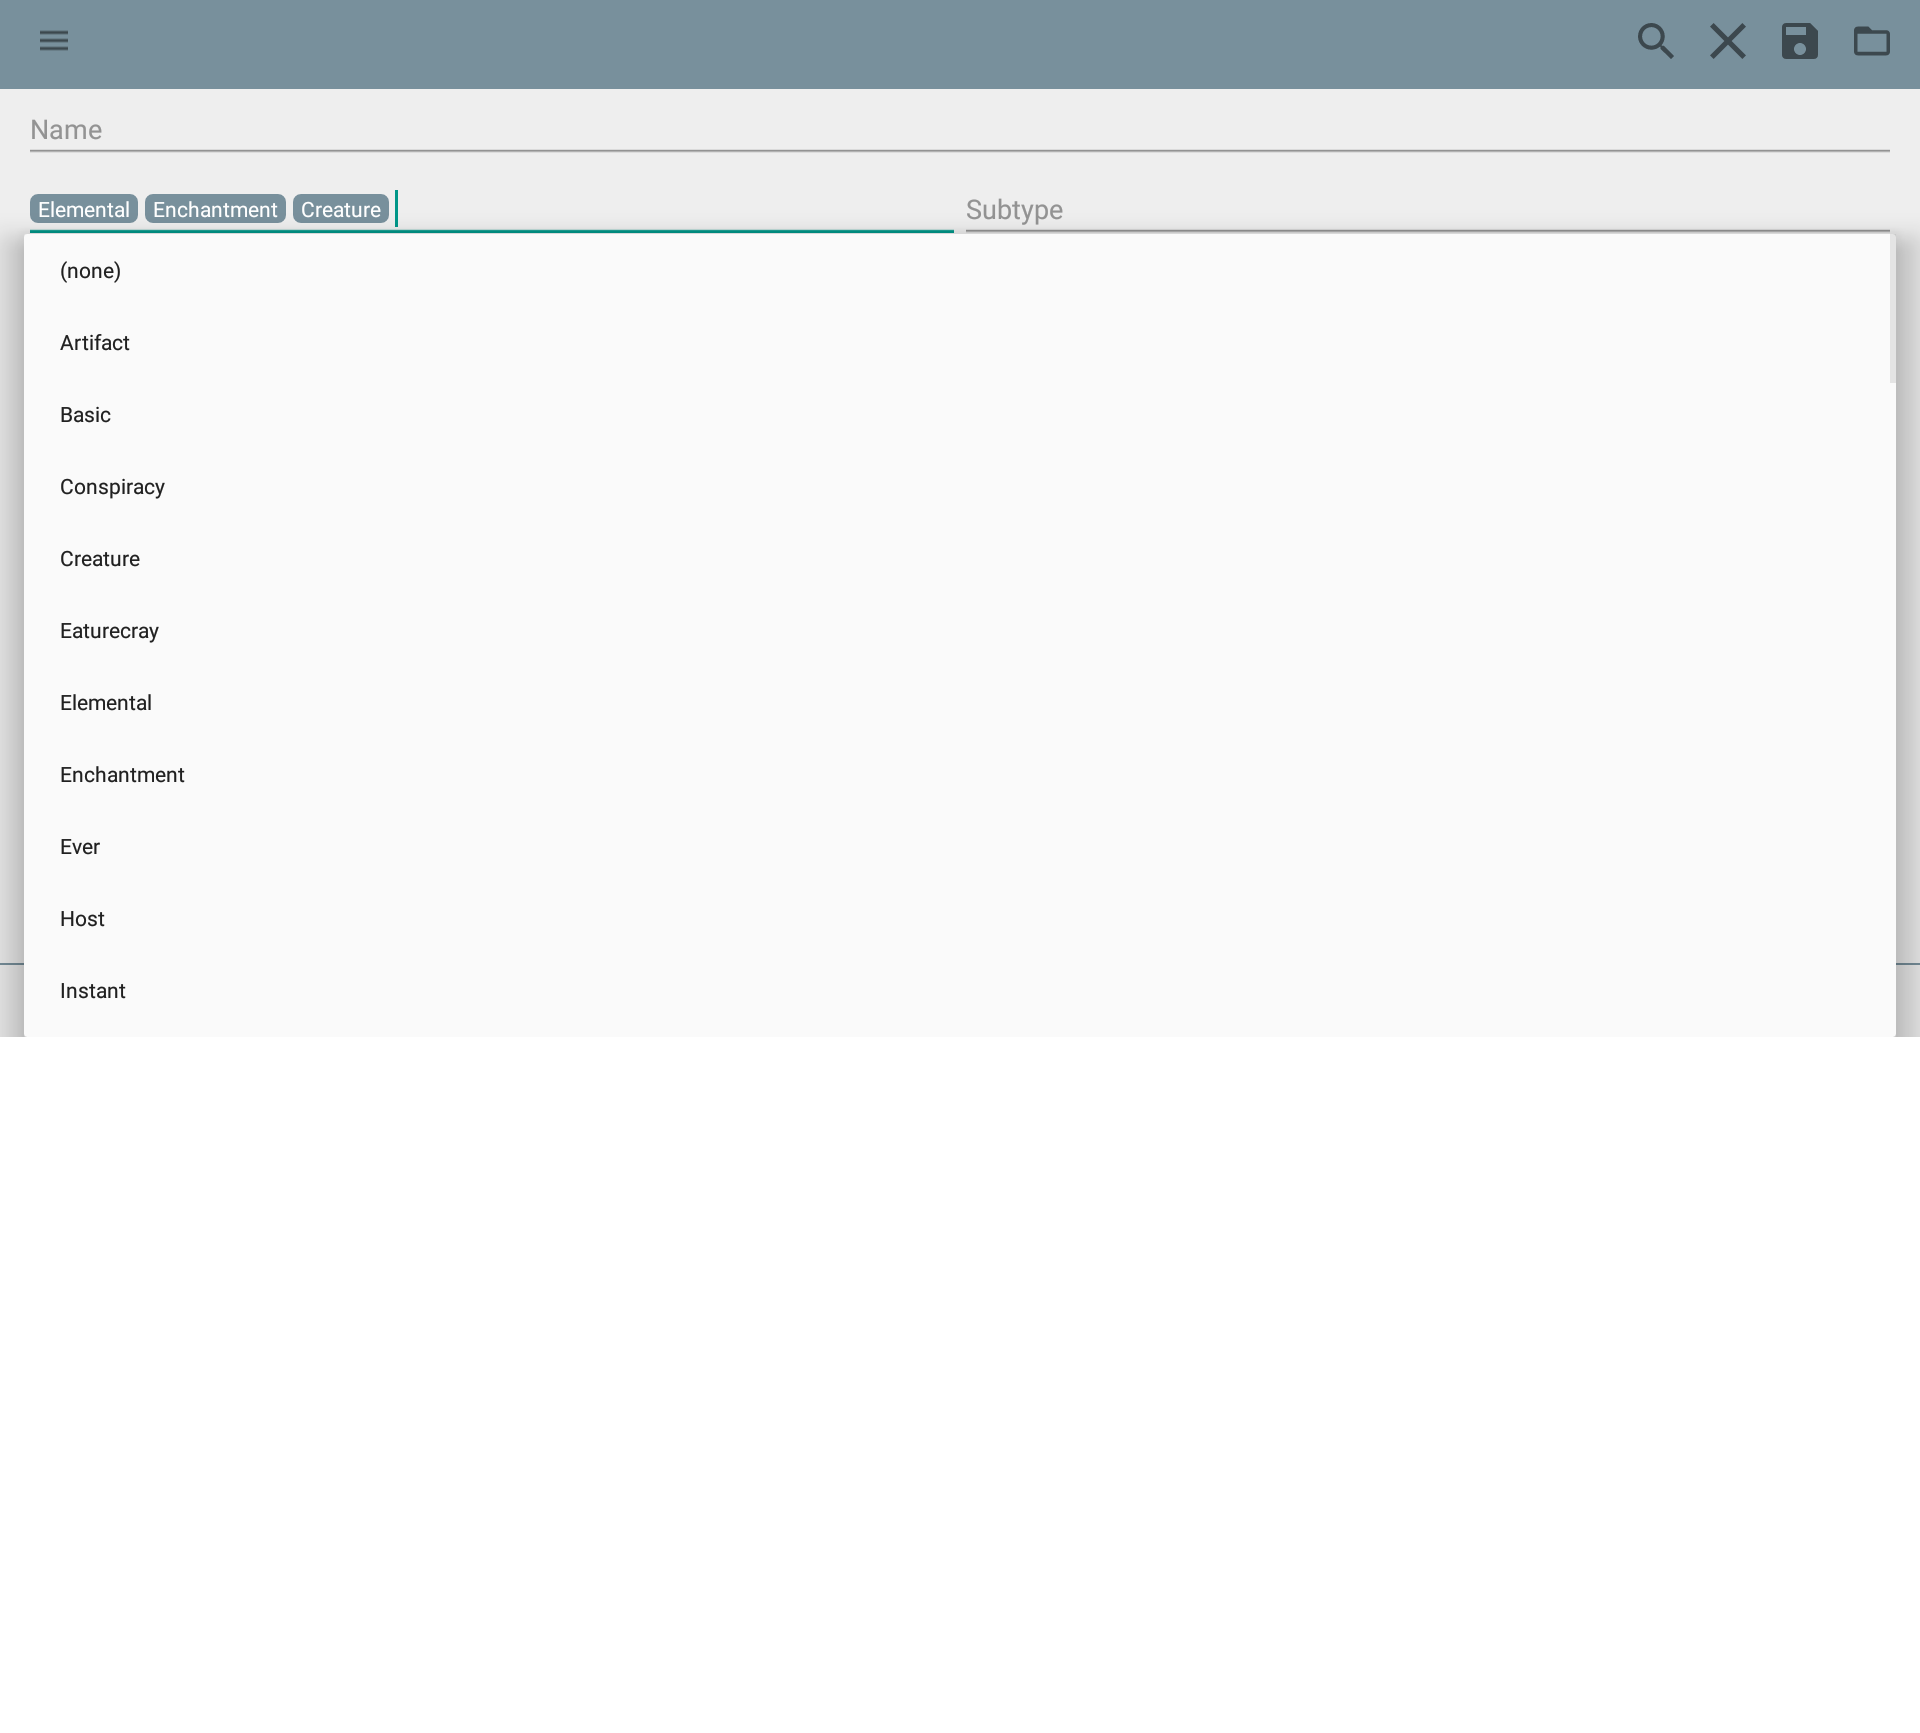 Name
Elemental Enchantment Creature Subtype
(none)
Artifact
Basic
Conspiracy
Creature
Eaturecray
Elemental
Enchantment
Ever
Host
Instant